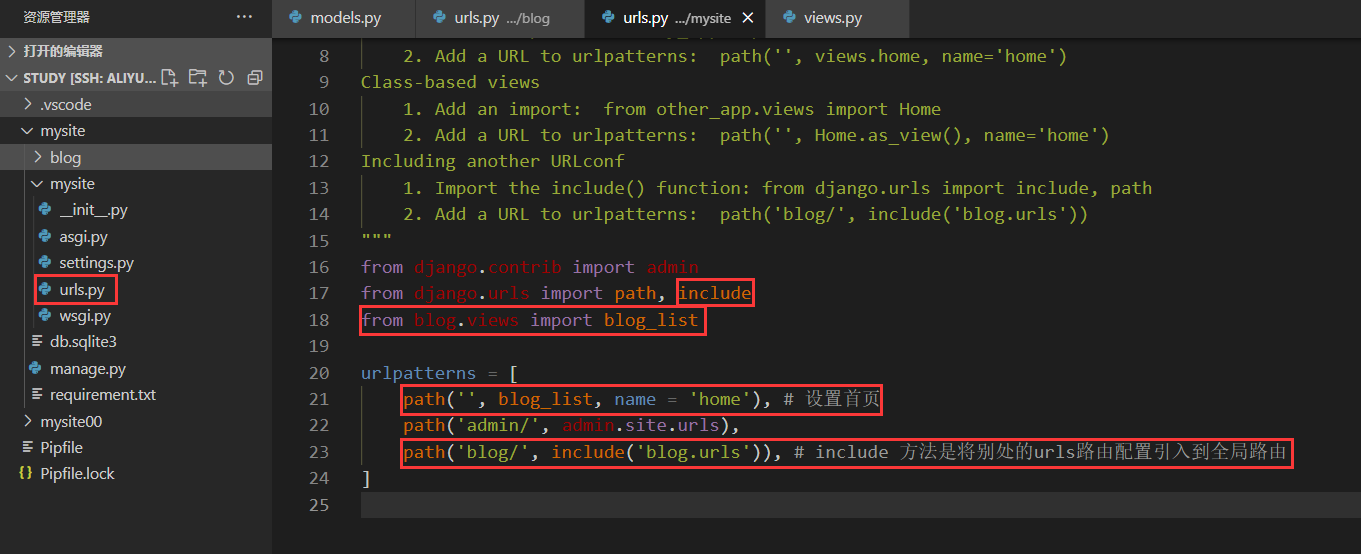 资源管理器
打开的编辑器
STUDY [SSH: ALIYU...
.vscode
mysite
blog
mysite
__init__.py
asgi.py
settings.py
urls.py
wsgi.py
db.sqlite3
manage.py
requirement.txt
mysite00
Pipfile
Pipfile.lock
models.py
urls.py .../blog
urls.py .../mysite
views.py
8 2. Add a URL to urlpatterns:  path('', views.home, name='home')
9 Class-based views
10 1. Add an import:  from other_app.views import Home
11 2. Add a URL to urlpatterns:  path('', Home.as_view(), name='home')
12 Including another URLconf
13 1. Import the include() function: from django.urls import include, path
14 2. Add a URL to urlpatterns:  path('blog/', include('blog.urls'))
15 """
16 from django.contrib import admin
17 from django.urls import path, include
18 from blog.views import blog_list
19
20 urlpatterns = [
21 path('', blog_list, name = 'home'), # 设置首页
22 path('admin/', admin.site.urls),
23 path('blog/', include('blog.urls')), # include 方法是将别处的urls路由配置引入到全局路由
24 ]
25